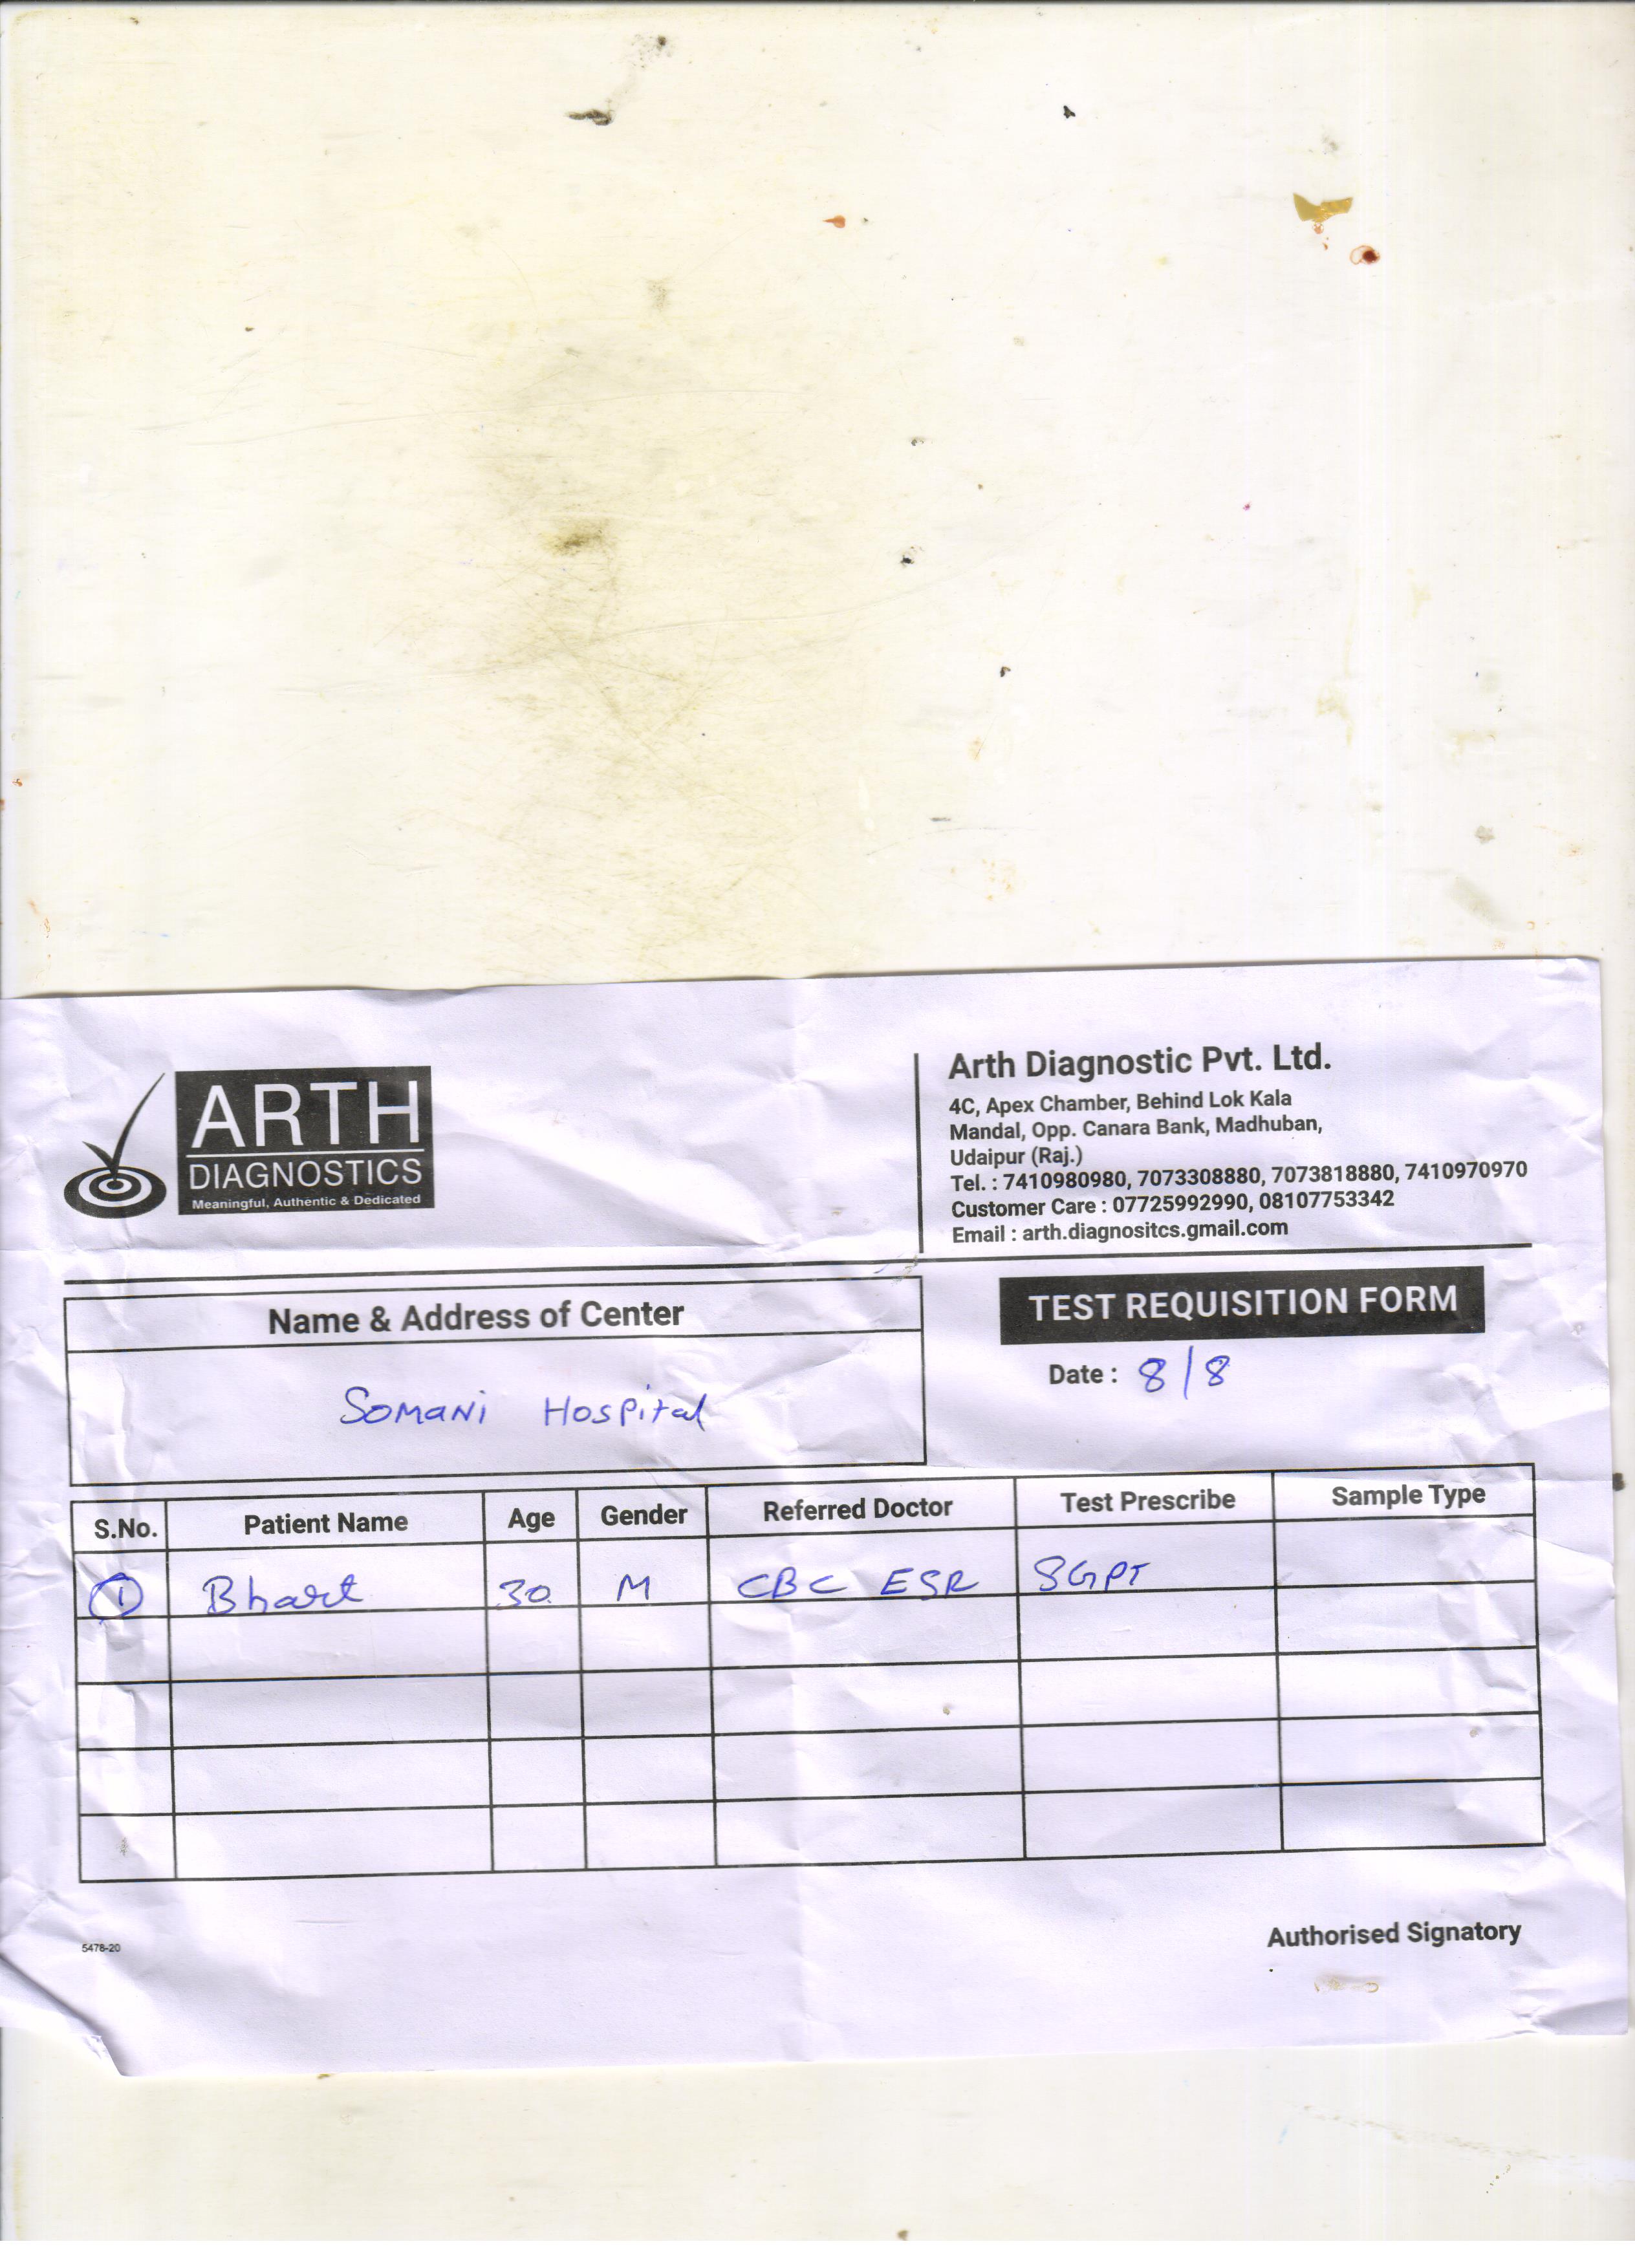 ARTH
DIAGNOSTICS
Meaningful, Authentic & Dedicated
Arth Diagnostic Pvt. Ltd.
4C, Apex Chamber, Behind Lok Kala
Mandal, Opp. Canara Bank, Madhuban,
Udaipur (Raj.)
Tel. : 7410980980, 7073308880, 7073818880, 7410970970
Customer Care : 07725992990, 08107753342
Email : arth.diagnositcs.gmail.com
Name & Address of Center
Somani Hospital
TEST REQUISITION FORM
Date : 8/8
S.No. Patient Name Age Gender Referred Doctor Test Prescribe Sample Type
1 Bhart 30 M CBC ESR SGPT
5478-20
Authorised Signatory